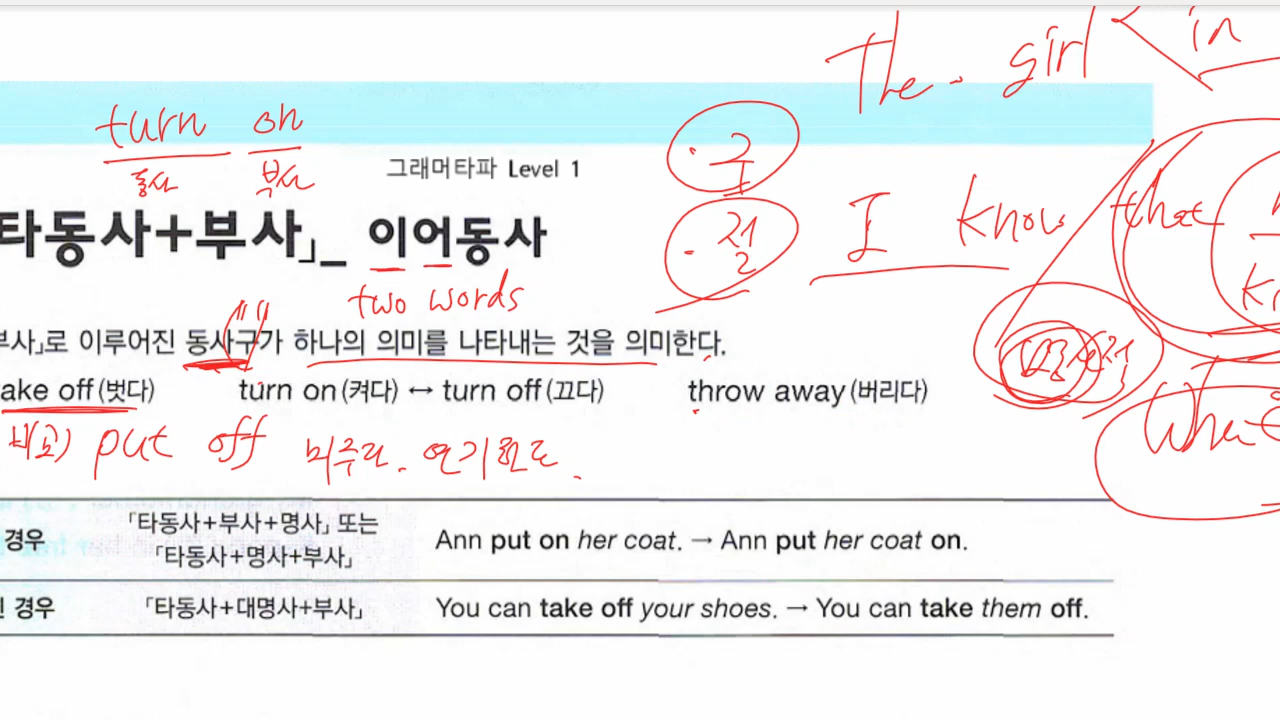 The girl in
turn on
동사 부사
그래머타파 Level 1
구
절
2
타동사+부사」_ 이어동사
I know that
two words
부사」로 이루어진 동사구가 하나의 의미를 나타내는 것을 의미한다.
ake off (벗다) turn on (켜다) ↔ turn off (끄다) throw away (버리다)
비교) put off 미루다. 연기하다.
What
경우 「타동사+부사+명사」 또는 「타동사+명사+부사」 Ann put on her coat. → Ann put her coat on.
경우 「타동사+대명사+부사」 You can take off your shoes. → You can take them off.